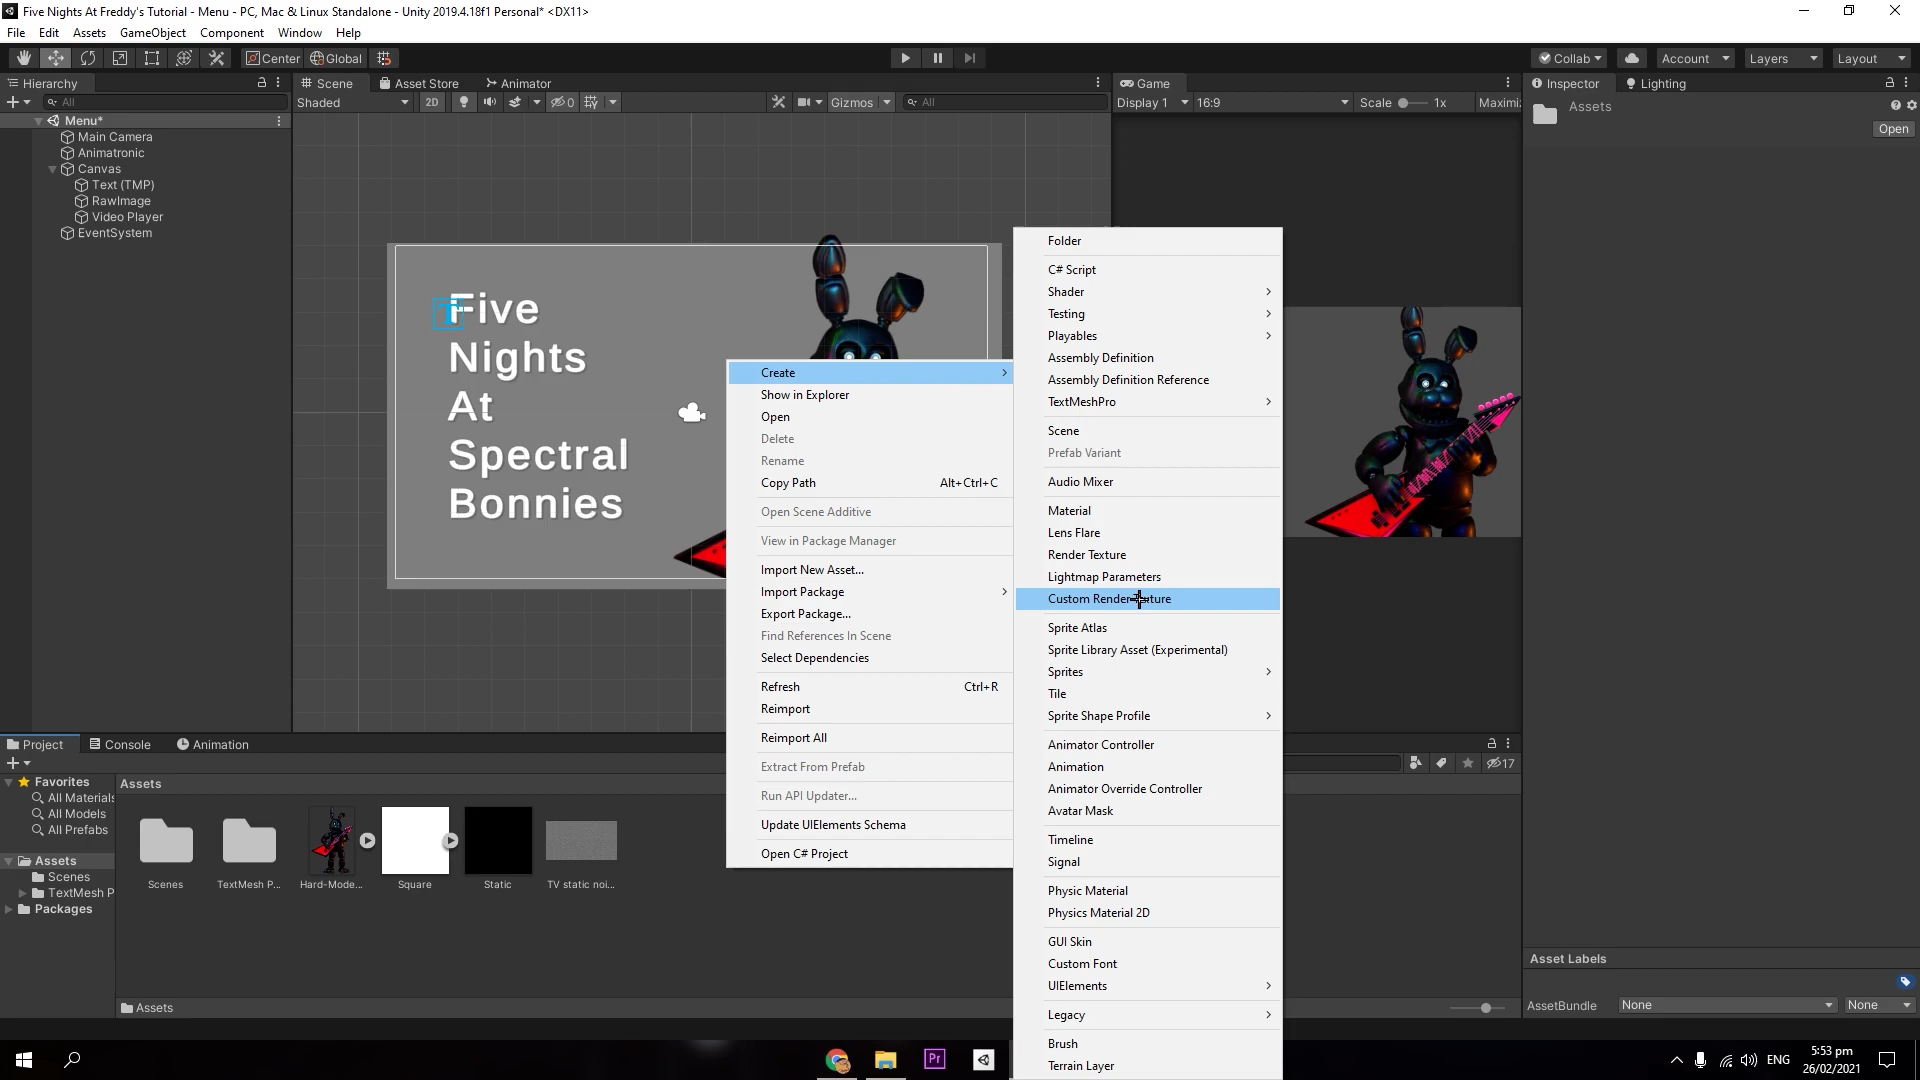 Five Nights At Freddy's Tutorial - Menu - PC, Mac & Linux Standalone - Unity 2019.4.18f1 Personal* <DX11>
File Edit Assets GameObject Component Window Help
Center Global
Collab Account Layers Layout
Hierarchy
All
Menu*
Main Camera
Animatronic
Canvas
Text (TMP)
RawImage
Video Player
EventSystem
Scene Asset Store Animator
Shaded 2D 0 Gizmos All
Five
Nights
At
Spectral
Bonnies
Game
Display 1 16:9 Scale 1x Maximi
Inspector Lighting
Assets
Open
Create
Show in Explorer
Open
Delete
Rename
Copy Path Alt+Ctrl+C
Open Scene Additive
View in Package Manager
Import New Asset...
Import Package
Export Package...
Find References In Scene
Select Dependencies
Refresh Ctrl+R
Reimport
Reimport All
Extract From Prefab
Run API Updater...
Update UIElements Schema
Open C# Project
Folder
C# Script
Shader
Testing
Playables
Assembly Definition
Assembly Definition Reference
TextMeshPro
Scene
Prefab Variant
Audio Mixer
Material
Lens Flare
Render Texture
Lightmap Parameters
Custom Render Texture
Sprite Atlas
Sprite Library Asset (Experimental)
Sprites
Tile
Sprite Shape Profile
Animator Controller
Animation
Animator Override Controller
Avatar Mask
Timeline
Signal
Physic Material
Physics Material 2D
GUI Skin
Custom Font
UIElements
Legacy
Brush
Terrain Layer
Project Console Animation
17
Favorites
All Materials
All Models
All Prefabs
Assets
Scenes
TextMesh P
Packages
Assets
Scenes
TextMesh P...
Hard-Mode...
Square
Static
TV static noi...
Assets
Asset Labels
AssetBundle None None
Pr
ENG
5:53 pm
26/02/2021